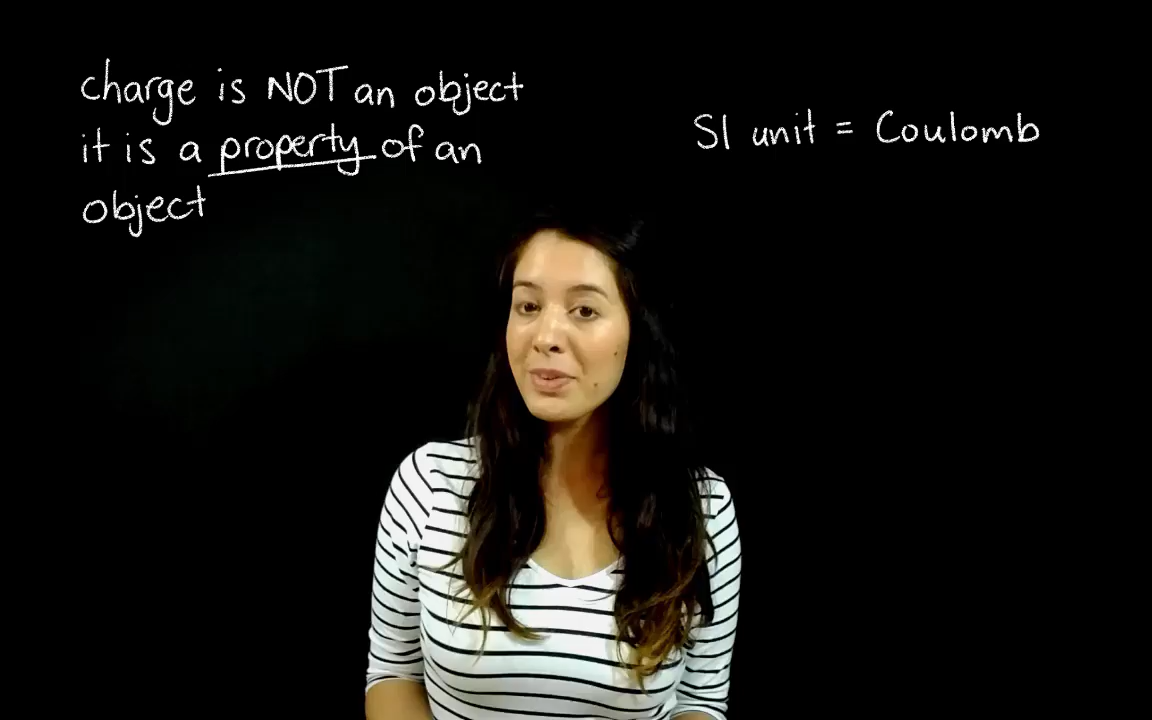 charge is NOT an object
it is a property of an
object
SI unit = Coulomb